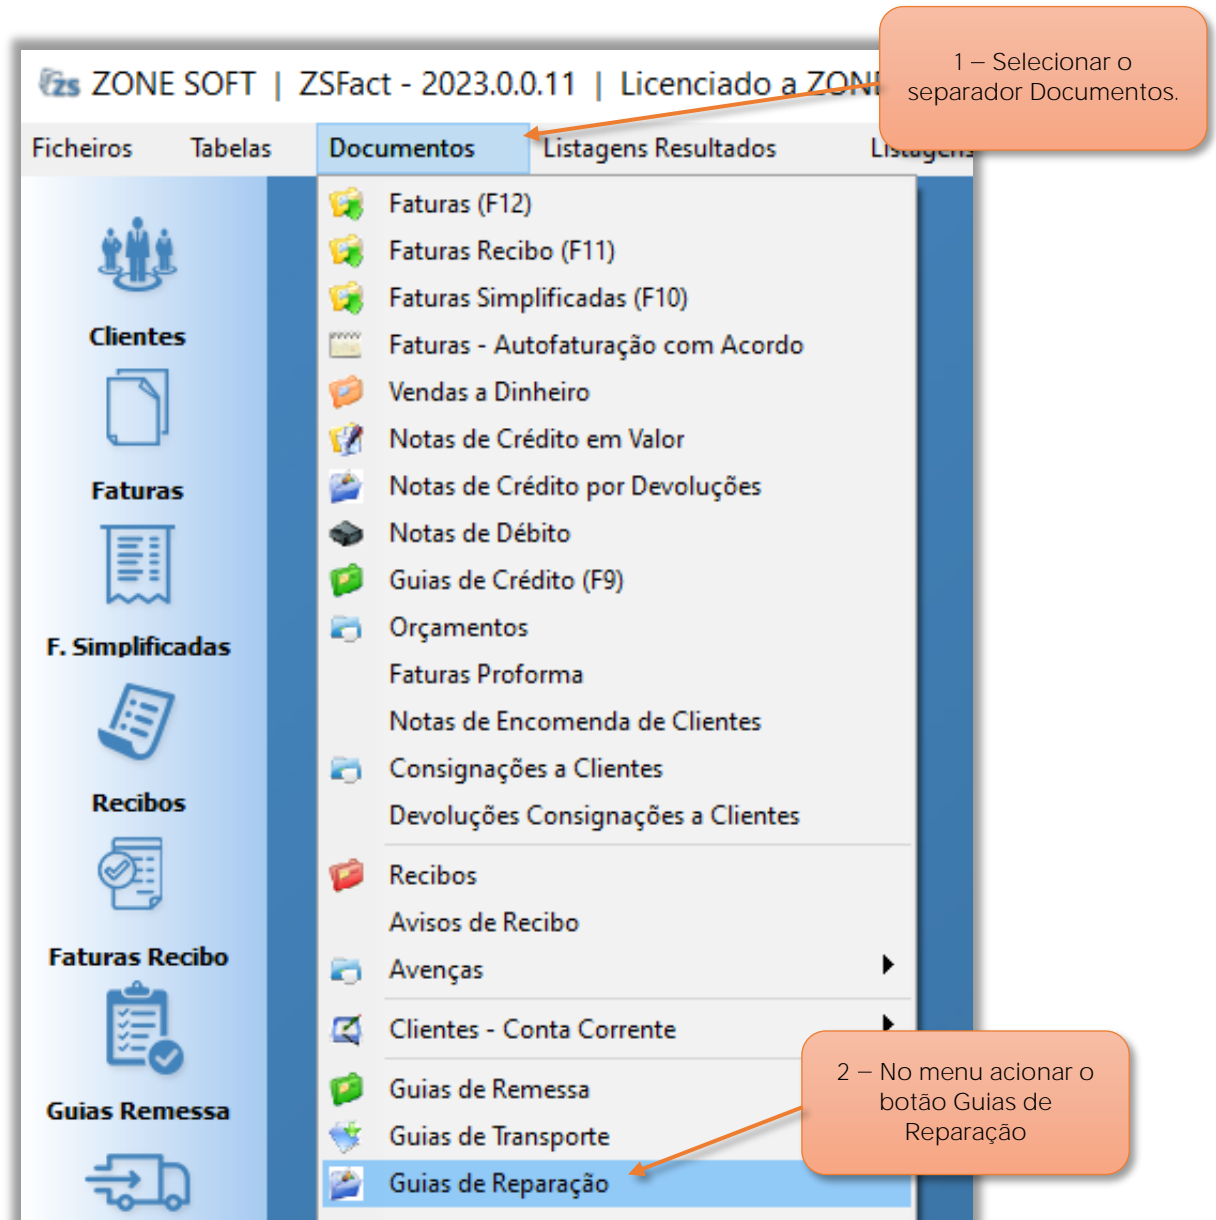 1 – Selecionar o
separador Documentos.
zs ZONE SOFT | ZSFact - 2023.0.0.11 | Licenciado a ZONE
Ficheiros Tabelas Documentos Listagens Resultados Listagens
Clientes
Faturas
F. Simplificadas
Recibos
Faturas Recibo
Guias Remessa
Faturas (F12)
Faturas Recibo (F11)
Faturas Simplificadas (F10)
Faturas - Autofaturação com Acordo
Vendas a Dinheiro
Notas de Crédito em Valor
Notas de Crédito por Devoluções
Notas de Débito
Guias de Crédito (F9)
Orçamentos
Faturas Proforma
Notas de Encomenda de Clientes
Consignações a Clientes
Devoluções Consignações a Clientes
Recibos
Avisos de Recibo
Avenças
Clientes - Conta Corrente
Guias de Remessa
Guias de Transporte
Guias de Reparação
2 – No menu acionar o
botão Guias de
Reparação